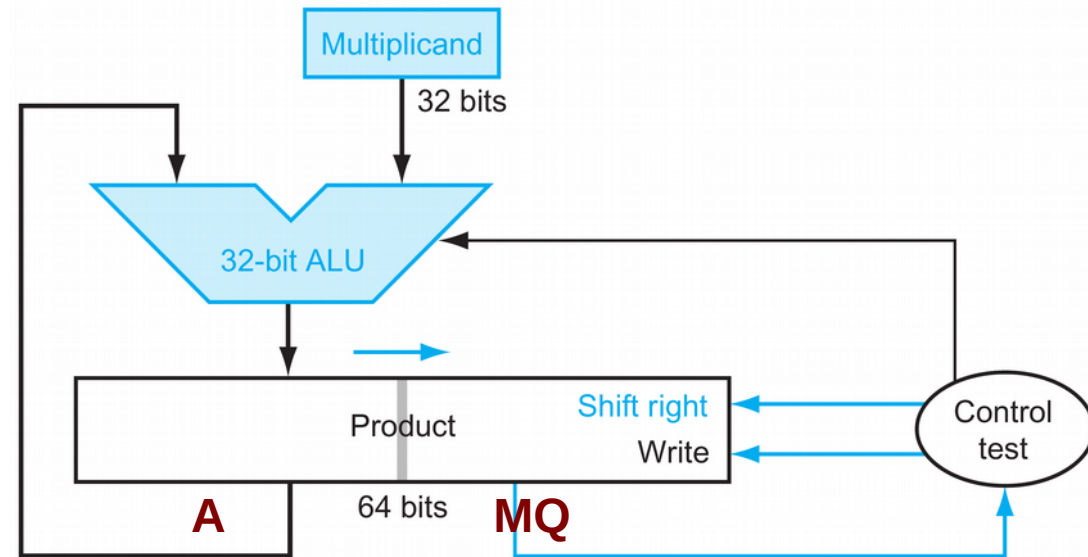 Multiplicand
32 bits
32-bit ALU
Product
Shift right
Write
Control
test
A
64 bits
MQ